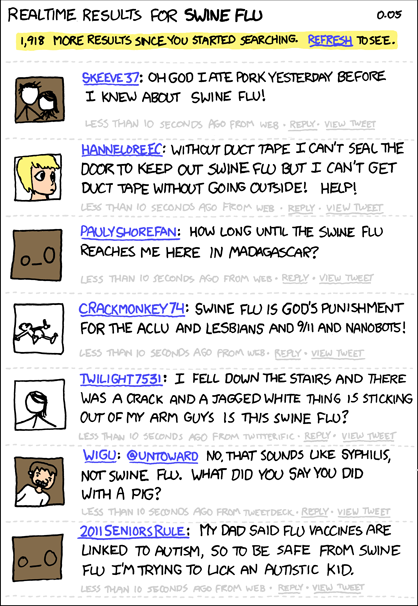 REALTIME RESULTS FOR SWINE FLU 0.05
1,918 MORE RESULTS SINCE YOU STARTED SEARCHING. REFRESH TO SEE.
SKEEVE37: OH GOD I ATE PORK YESTERDAY BEFORE
I KNEW ABOUT SWINE FLU!
LESS THAN 10 SECONDS AGO FROM WEB · REPLY · VIEW TWEET
HANNELOREEC: WITHOUT DUCT TAPE I CAN'T SEAL THE
DOOR TO KEEP OUT SWINE FLU BUT I CAN'T GET
DUCT TAPE WITHOUT GOING OUTSIDE! HELP!
LESS THAN 10 SECONDS AGO FROM WEB · REPLY · VIEW TWEET
PAULYSHOREFAN: HOW LONG UNTIL THE SWINE FLU
REACHES ME HERE IN MADAGASCAR?
LESS THAN 10 SECONDS AGO FROM WEB · REPLY · VIEW TWEET
CRACKMONKEY74: SWINE FLU IS GOD'S PUNISHMENT
FOR THE ACLU AND LESBIANS AND 9/11 AND NANOBOTS!
LESS THAN 10 SECONDS AGO FROM WEB · REPLY · VIEW TWEET
TWILIGHT7531: I FELL DOWN THE STAIRS AND THERE
WAS A CRACK AND A JAGGED WHITE THING IS STICKING
OUT OF MY ARM GUYS IS THIS SWINE FLU?
LESS THAN 10 SECONDS AGO FROM TWITTERIFIC · REPLY · VIEW TWEET
WIGU: @UNTOWARD NO, THAT SOUNDS LIKE SYPHILIS,
NOT SWINE FLU. WHAT DID YOU SAY YOU DID
WITH A PIG?
LESS THAN 10 SECONDS AGO FROM TWEETDECK · REPLY · VIEW TWEET
2011SENIORSRULE: MY DAD SAID FLU VACCINES ARE
LINKED TO AUTISM, SO TO BE SAFE FROM SWINE
FLU I'M TRYING TO LICK AN AUTISTIC KID.
LESS THAN 10 SECONDS AGO FROM WEB · REPLY · VIEW TWEET